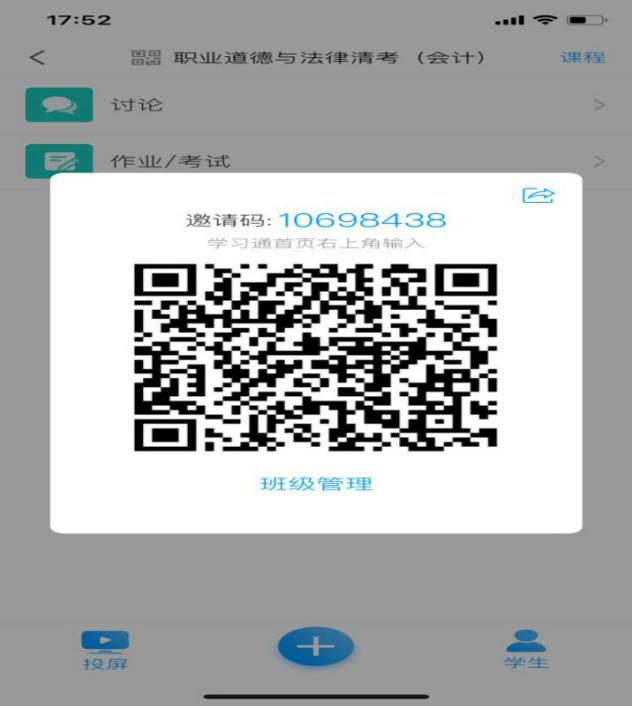 17:52
职业道德与法律清考（会计）
课程
讨论
作业/考试
邀请码: 10698438
学习通首页右上角输入
班级管理
投屏
学生